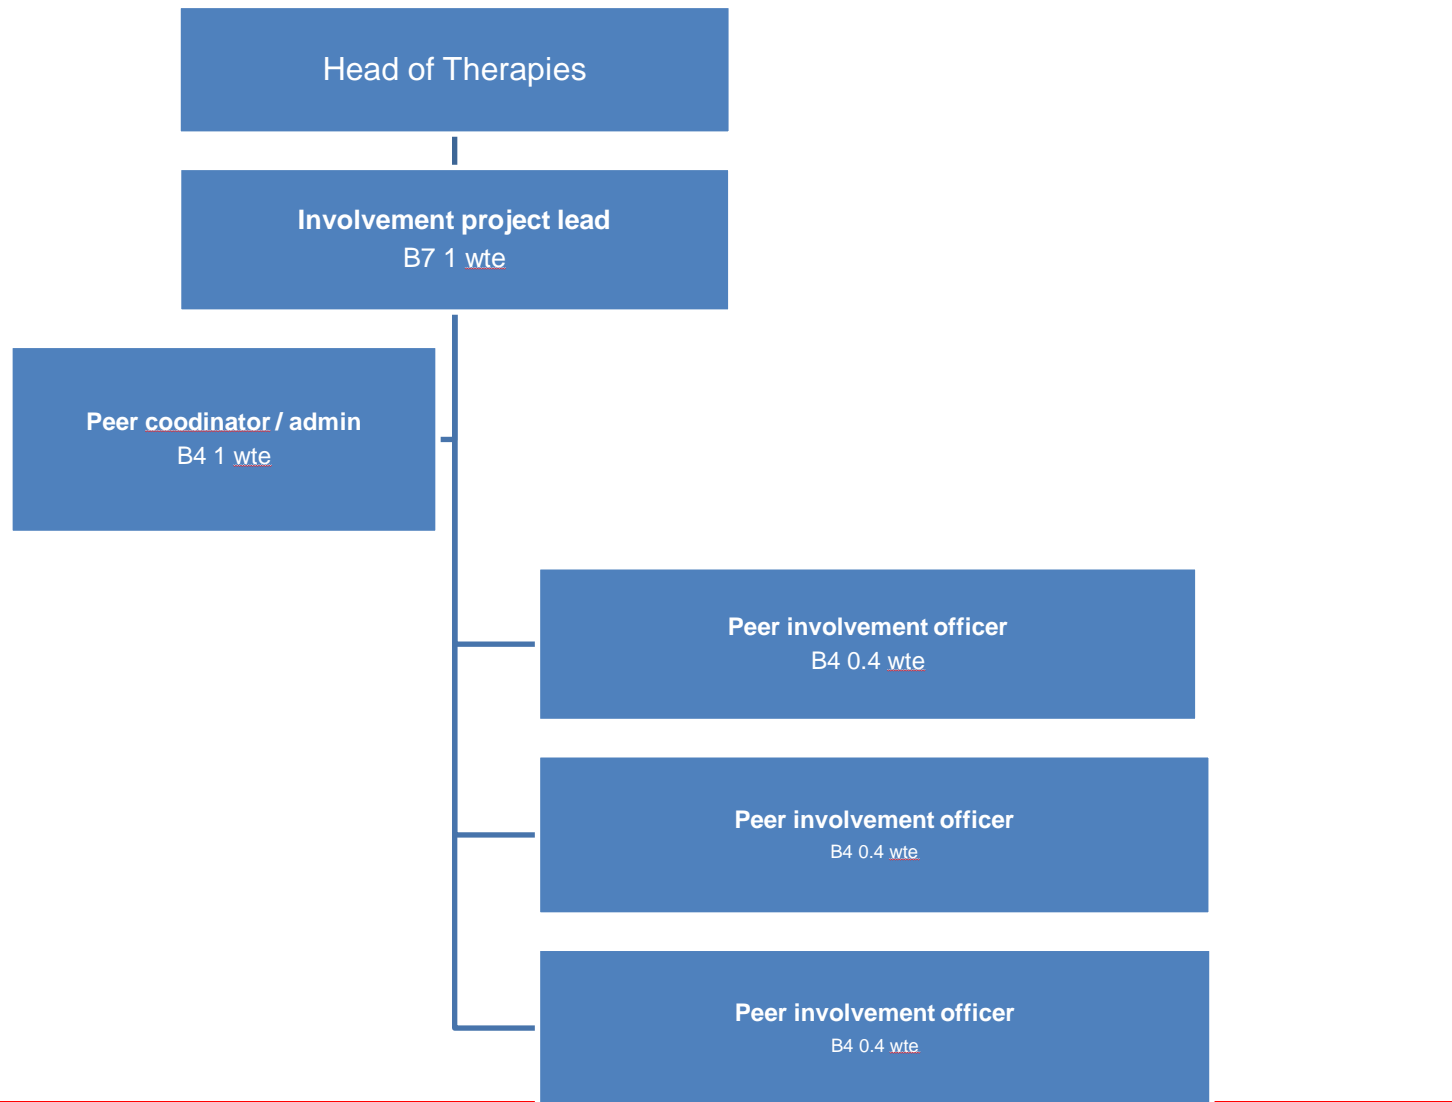 Head of Therapies
Involvement project lead
B7 1 wte
Peer coodinator / admin
B4 1 wte
Peer involvement officer
B4 0.4 wte
Peer involvement officer
B4 0.4 wte
Peer involvement officer
B4 0.4 wte